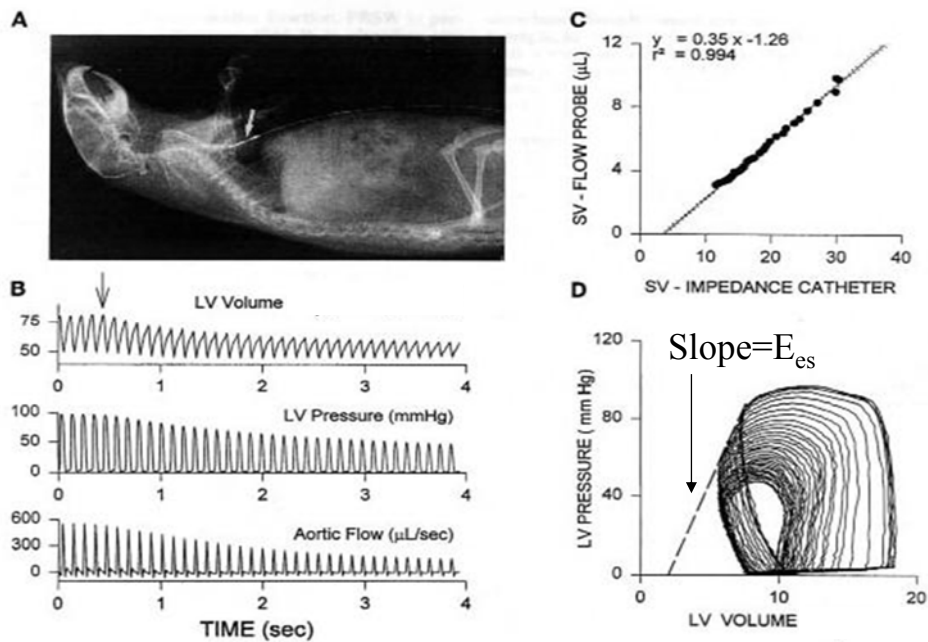 A
B
LV Volume
75
50
0
1
2
3
4
LV Pressure (mmHg)
100
50
0
0
1
2
3
4
Aortic Flow (µL/sec)
600
300
0
0
1
2
3
4
TIME (sec)
C
y = 0.35 x -1.26
r² = 0.994
SV - FLOW PROBE (µL)
12
8
4
0
0
10
20
30
40
SV - IMPEDANCE CATHETER
D
Slope=Ees
LV PRESSURE ( mm Hg)
120
80
40
0
0
10
20
LV VOLUME